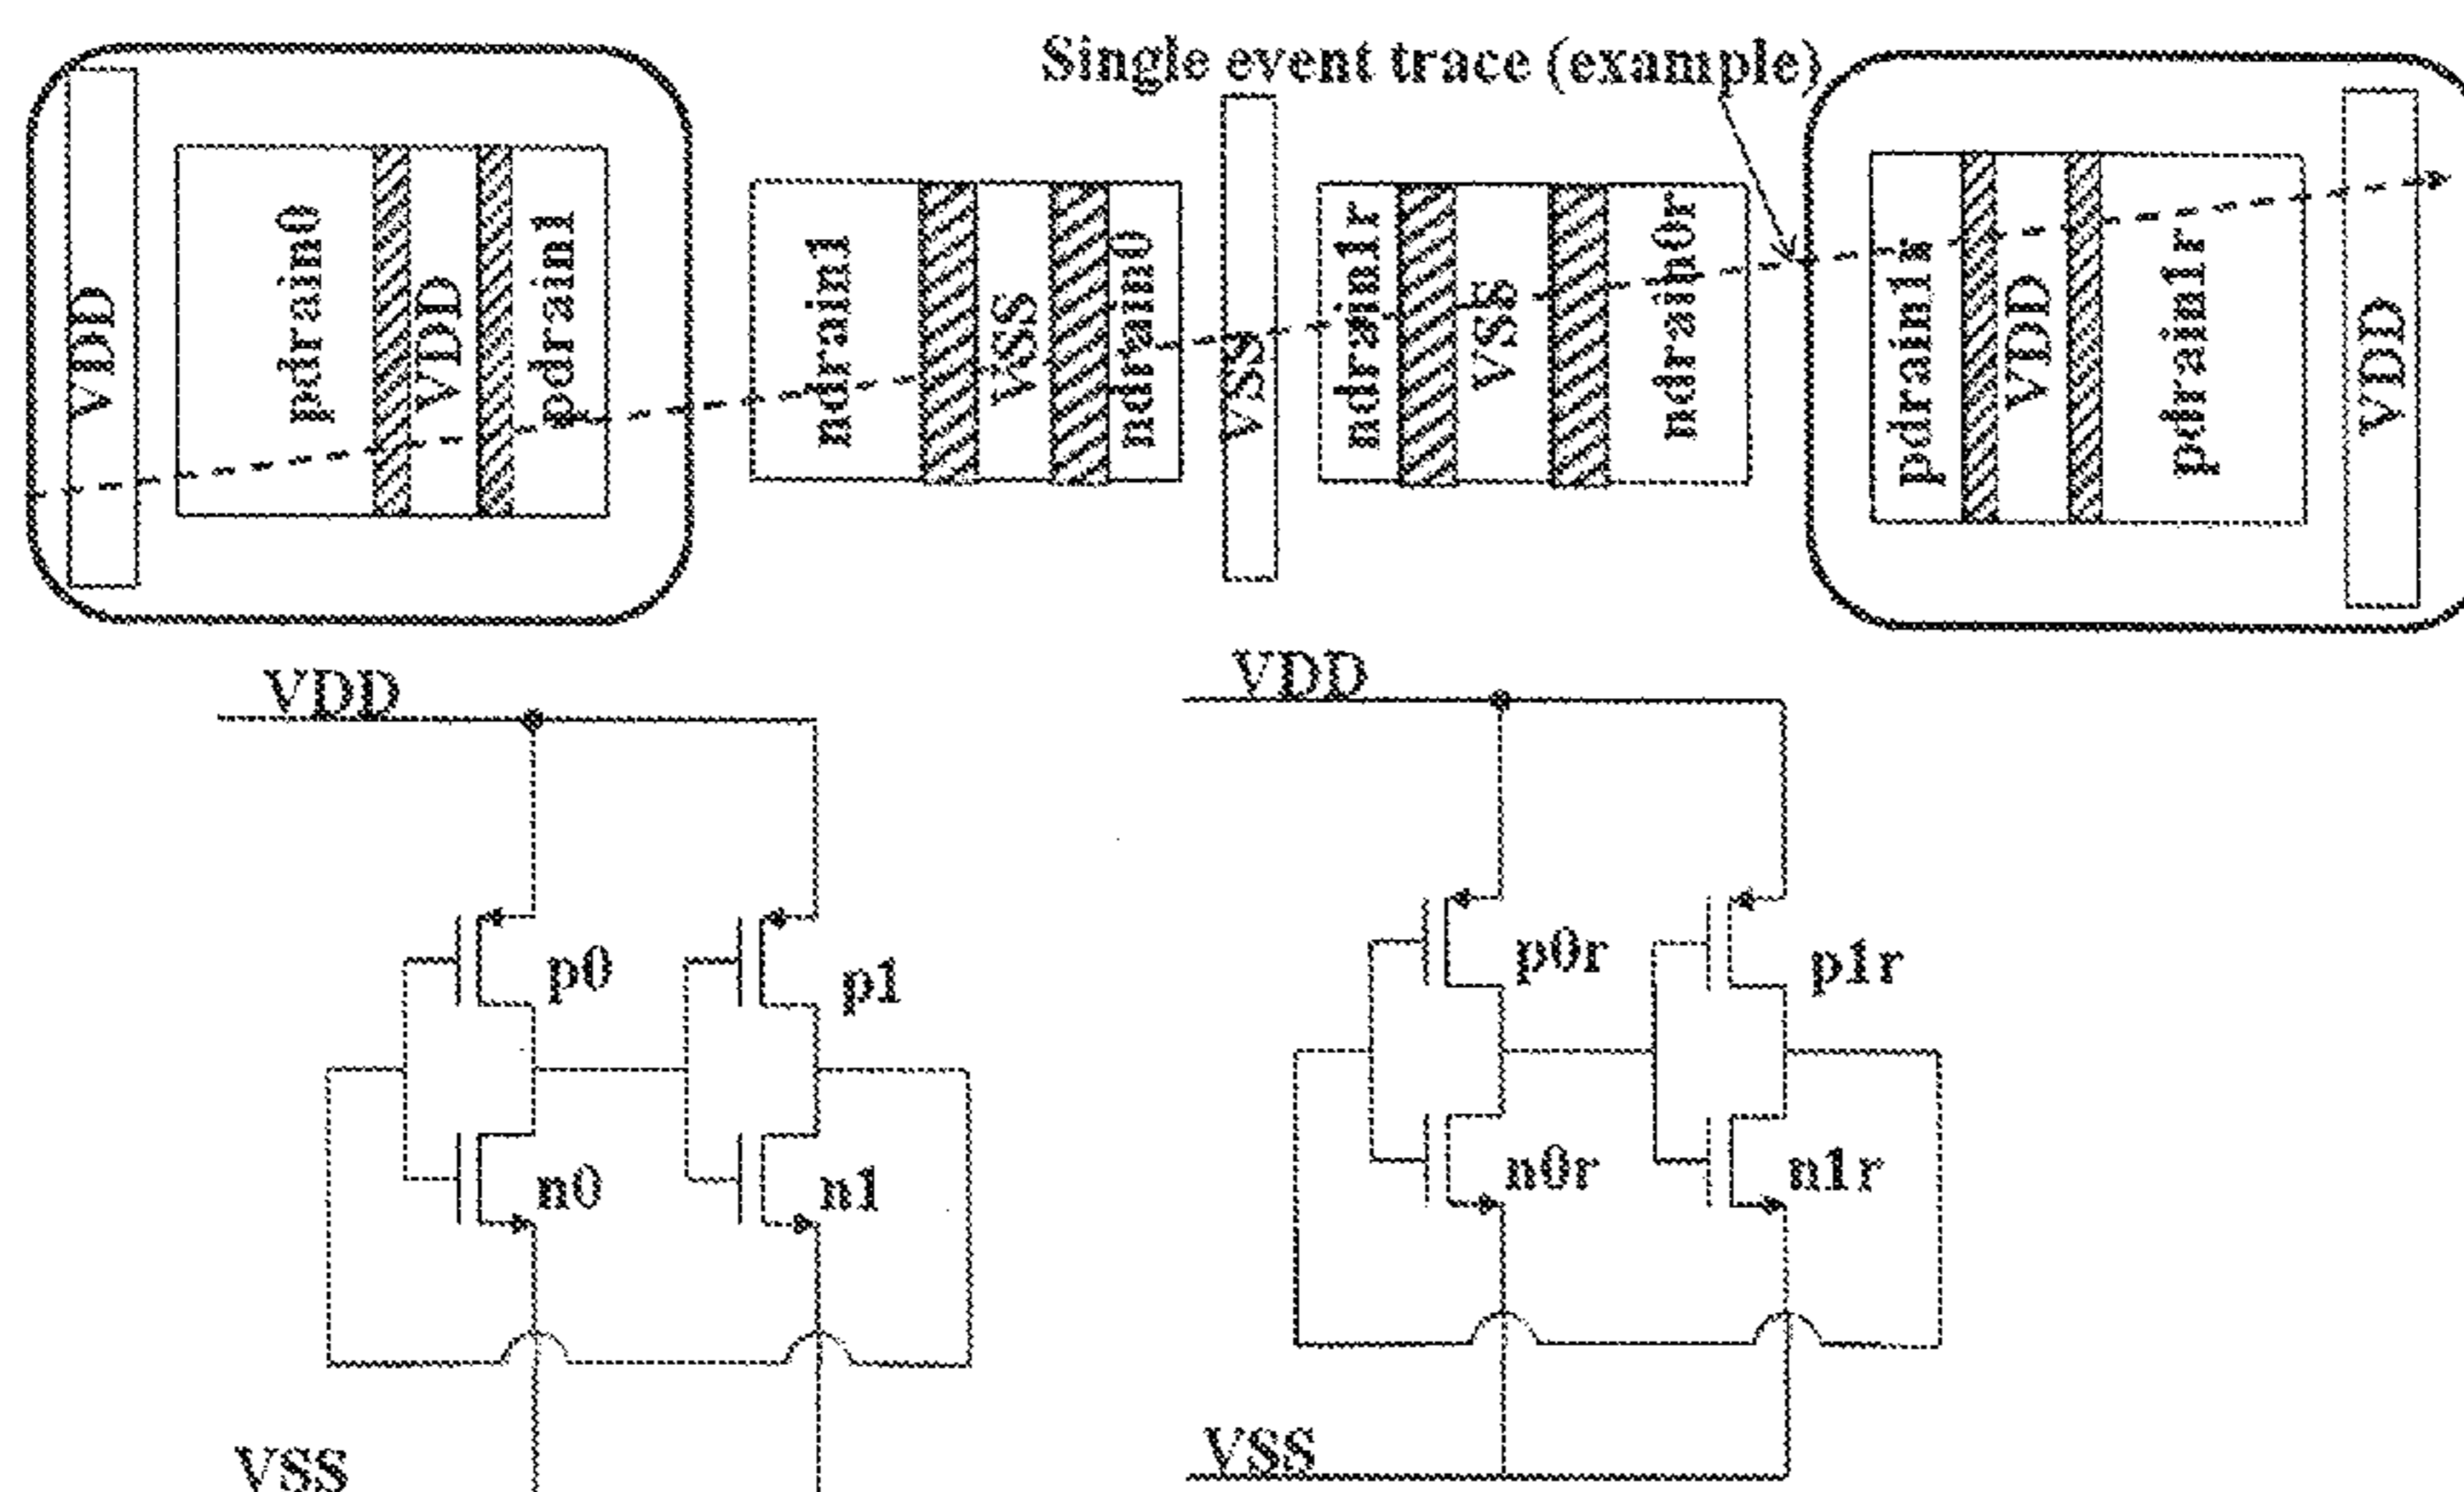 Single event trace (example)
VDD
pdrain0
VDD
pdrain1
ndrain1
VSS
ndrain0
VSS
ndrain1r
VSS
ndrain0r
pdrain1r
VDD
pdrain1r
VDD
VDD
p0
p1
n0
n1
VSS
VDD
p0r
p1r
n0r
n1r
VSS